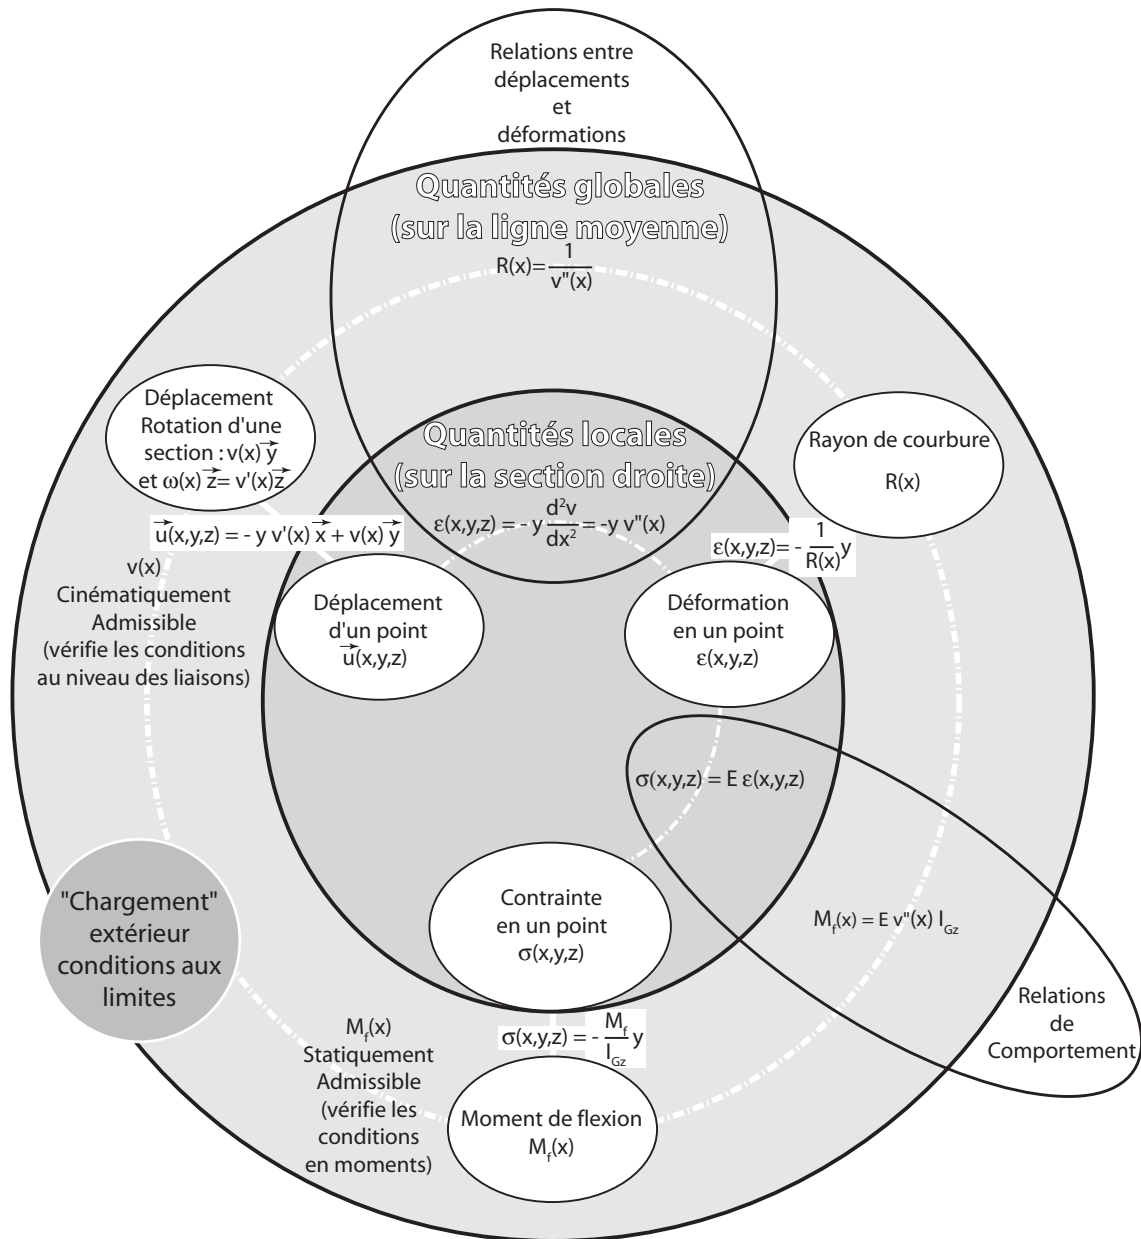 Relations entre
déplacements
et
déformations
Quantités globales
(sur la ligne moyenne)
R(x)= 1
v"(x)
Déplacement
Rotation d'une
section : v(x) y
et ω(x) z= v'(x)z
u(x,y,z) = - y v'(x) x + v(x) y
v(x)
Cinématiquement
Admissible
(vérifie les conditions
au niveau des liaisons)
Quantités locales
(sur la section droite)
ε(x,y,z) = - y d²v/dx² = -y v"(x)
Rayon de courbure
R(x)
ε(x,y,z)= - 1/R(x) y
Déplacement
d'un point
u(x,y,z)
Déformation
en un point
ε(x,y,z)
σ(x,y,z) = E ε(x,y,z)
"Chargement"
extérieur
conditions aux
limites
Contrainte
en un point
σ(x,y,z)
M_f(x) = E v"(x) I_Gz
Relations
de
Comportement
σ(x,y,z) = - M_f/I_Gz y
M_f(x)
Statiquement
Admissible
(vérifie les
conditions
en moments)
Moment de flexion
M_f(x)